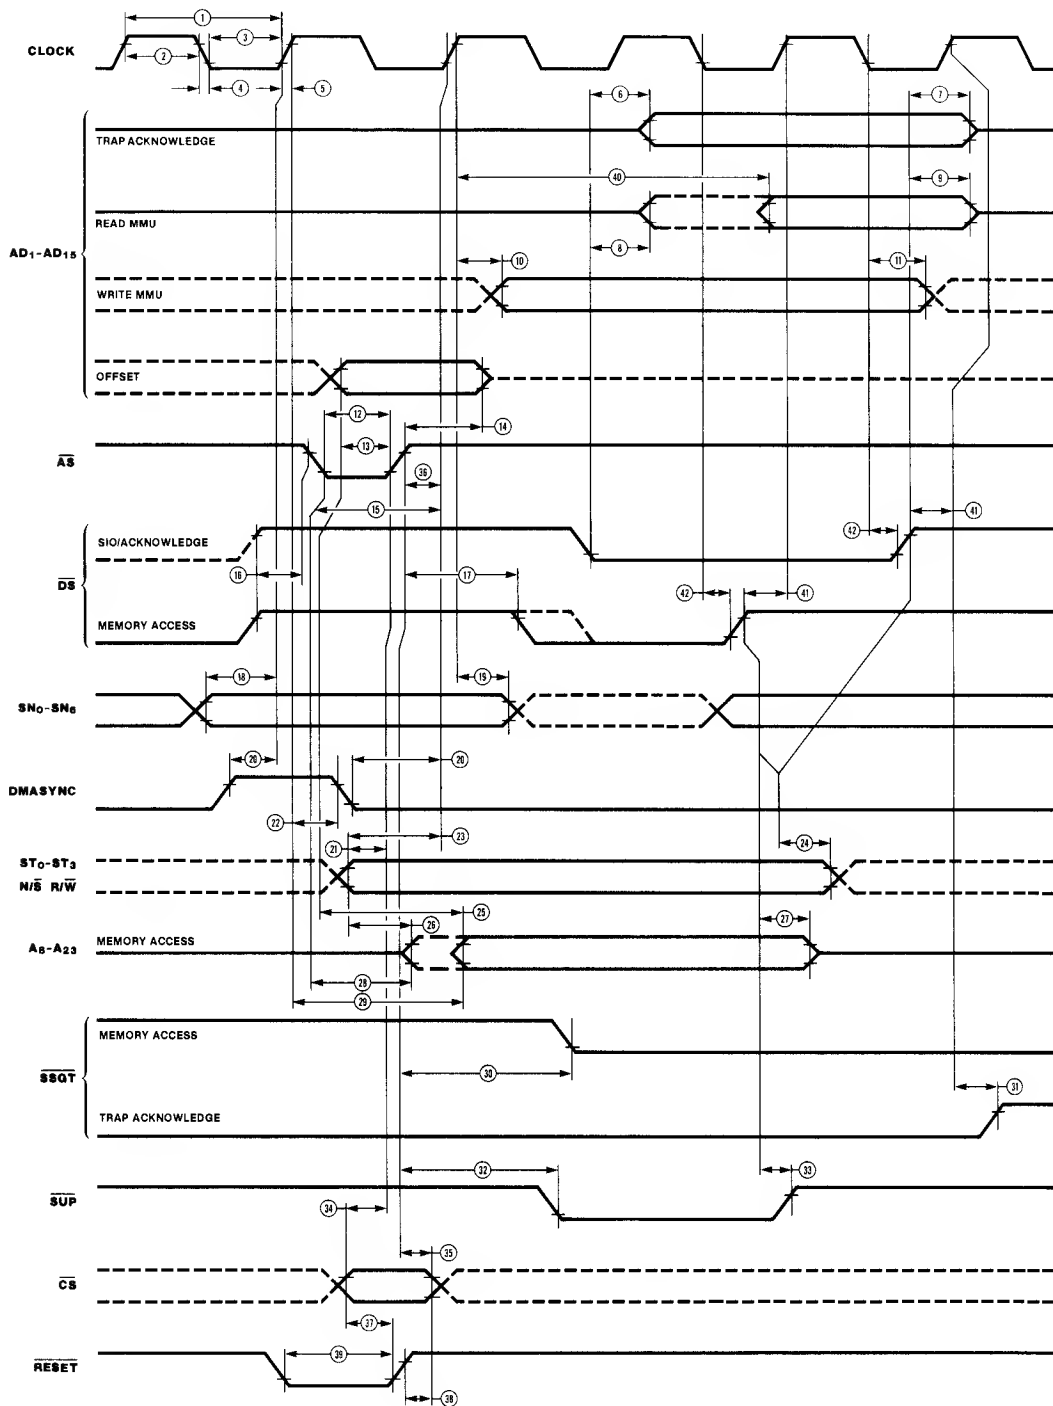 1
CLOCK
3
2
4
5
6
7
TRAP ACKNOWLEDGE
40
9
READ MMU
AD1-AD15
8
10
11
WRITE MMU
OFFSET
12
14
13
AS
36
15
41
SIO/ACKNOWLEDGE
42
16
17
DS
42
41
MEMORY ACCESS
18
19
SN0-SN6
20
20
DMASYNC
22
23
21
24
ST0-ST3
N/S R/W
25
26
27
A8-A23
MEMORY ACCESS
28
29
MEMORY ACCESS
SSGT
30
31
TRAP ACKNOWLEDGE
32
33
SUP
34
35
CS
37
39
RESET
38